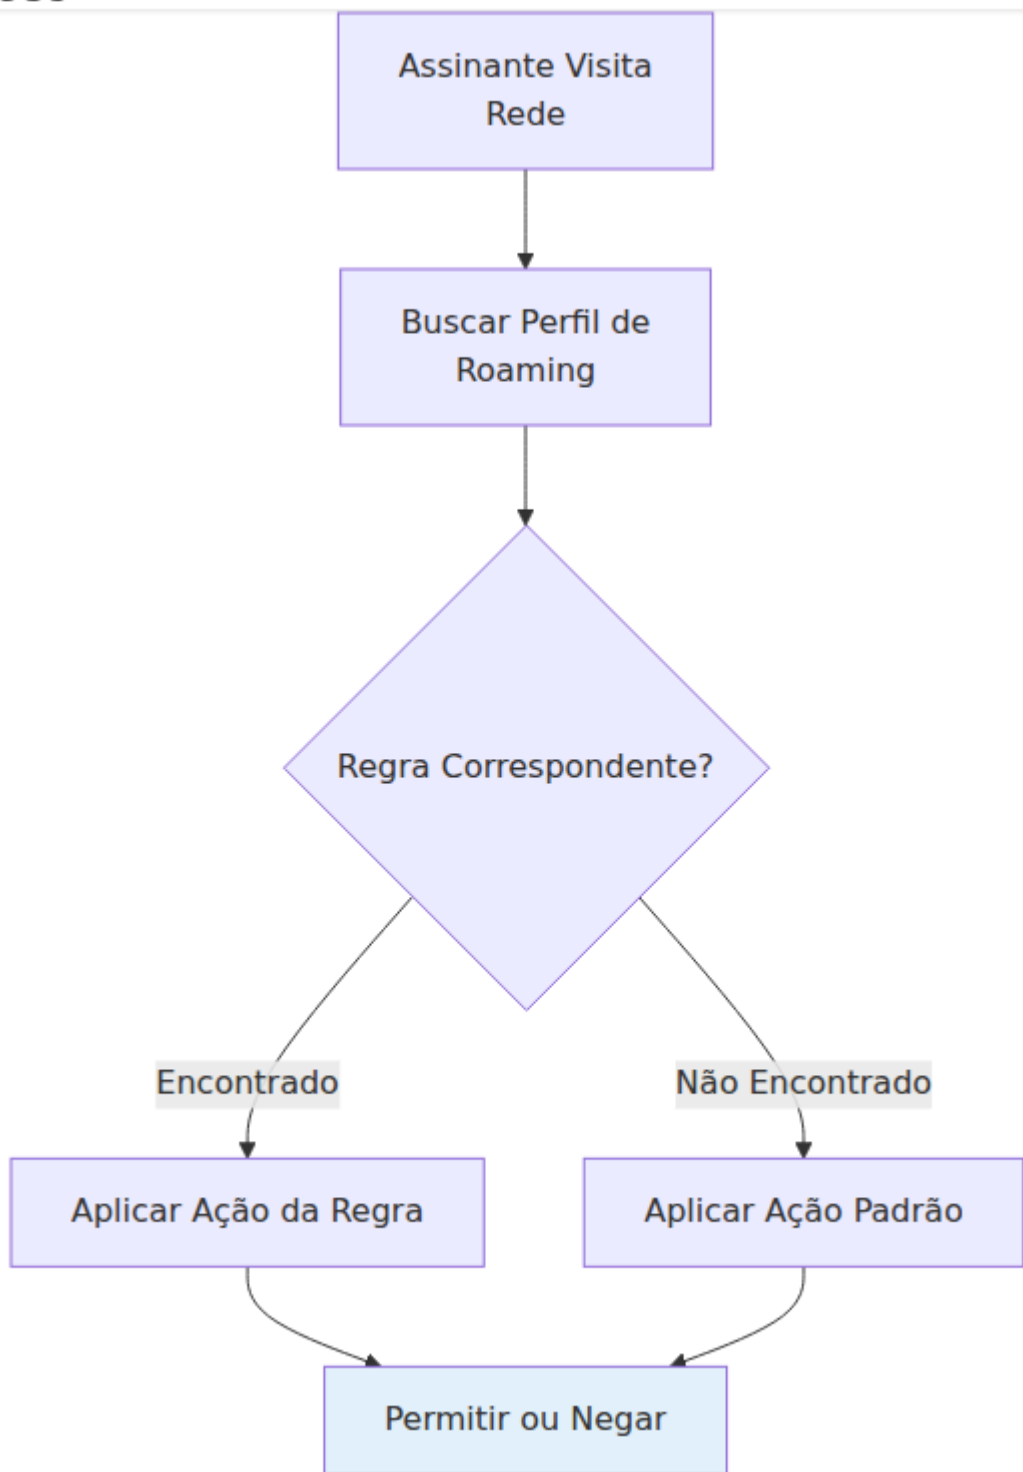 Assinante Visita
Rede
Buscar Perfil de
Roaming
Regra Correspondente?
Encontrado
Não Encontrado
Aplicar Ação da Regra
Aplicar Ação Padrão
Permitir ou Negar